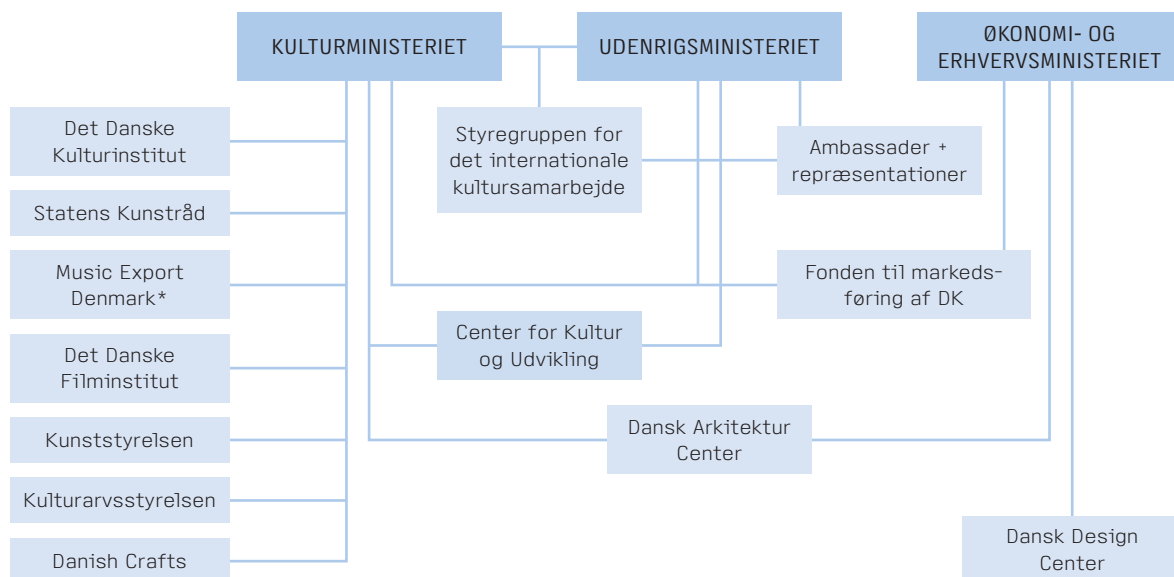 KULTURMINISTERIET
UDENRIGSMINISTERIET
ØKONOMI- OG
ERHVERVSMINISTERIET
Det Danske
Kulturinstitut
Statens Kunstråd
Music Export
Denmark*
Det Danske
Filminstitut
Kunststyrelsen
Kulturarvsstyrelsen
Danish Crafts
Styregruppen for
det internationale
kultursamarbejde
Ambassader +
repræsentationer
Fonden til markeds-
føring af DK
Center for Kultur
og Udvikling
Dansk Arkitektur
Center
Dansk Design
Center